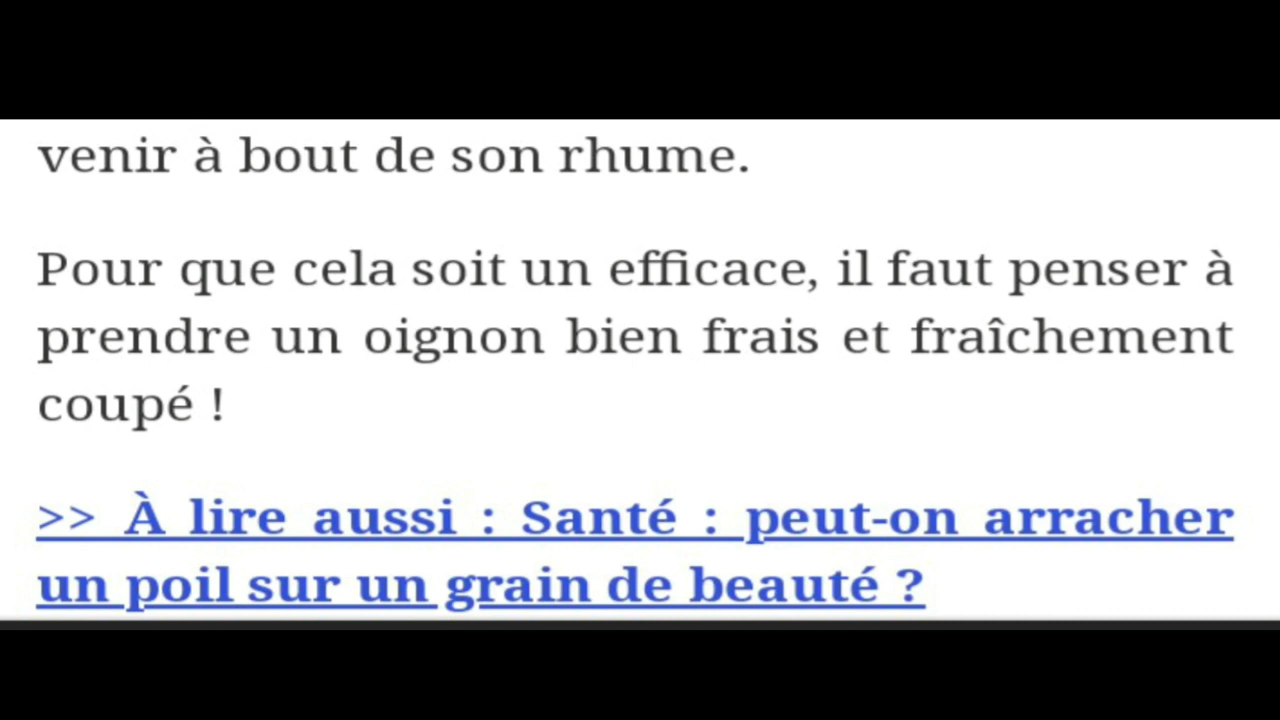 venir à bout de son rhume.
Pour que cela soit un efficace, il faut penser à
prendre un oignon bien frais et fraîchement
coupé !
>> À lire aussi : Santé : peut-on arracher
un poil sur un grain de beauté ?